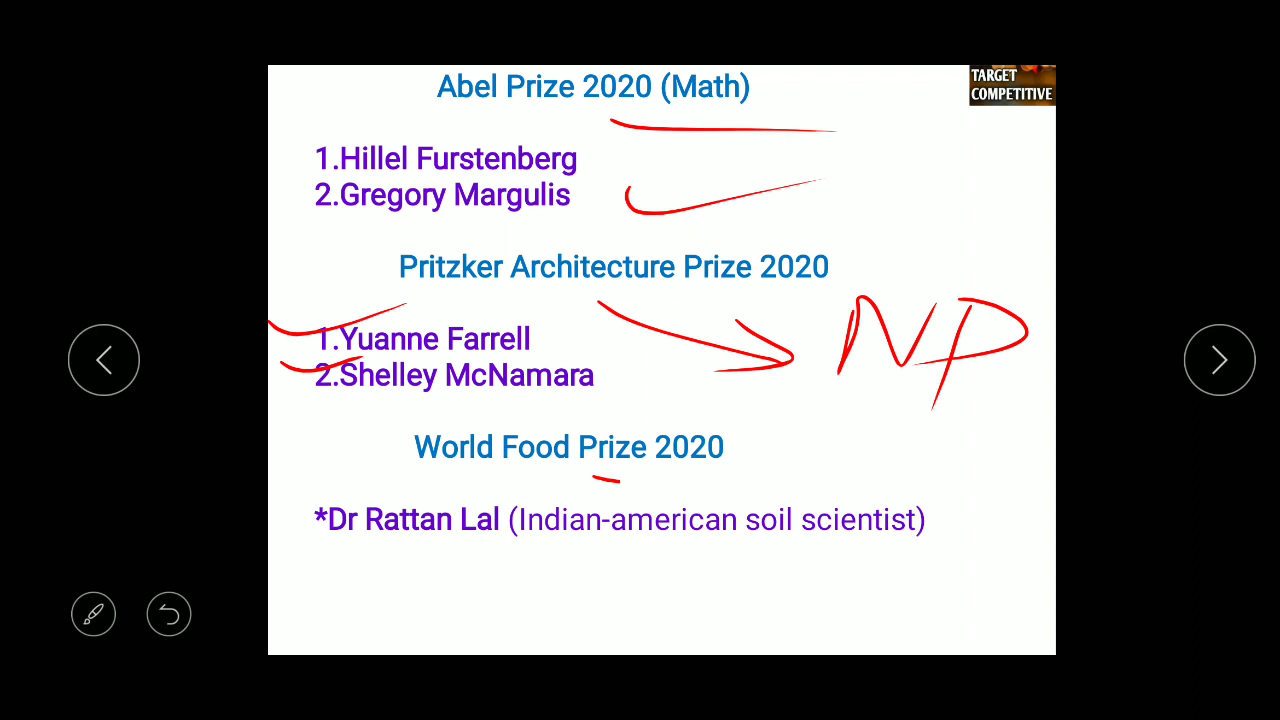 Abel Prize 2020 (Math)
TARGET
COMPETITIVE
1.Hillel Furstenberg
2.Gregory Margulis
Pritzker Architecture Prize 2020
NP
1.Yuanne Farrell
2.Shelley McNamara
World Food Prize 2020
*Dr Rattan Lal (Indian-american soil scientist)